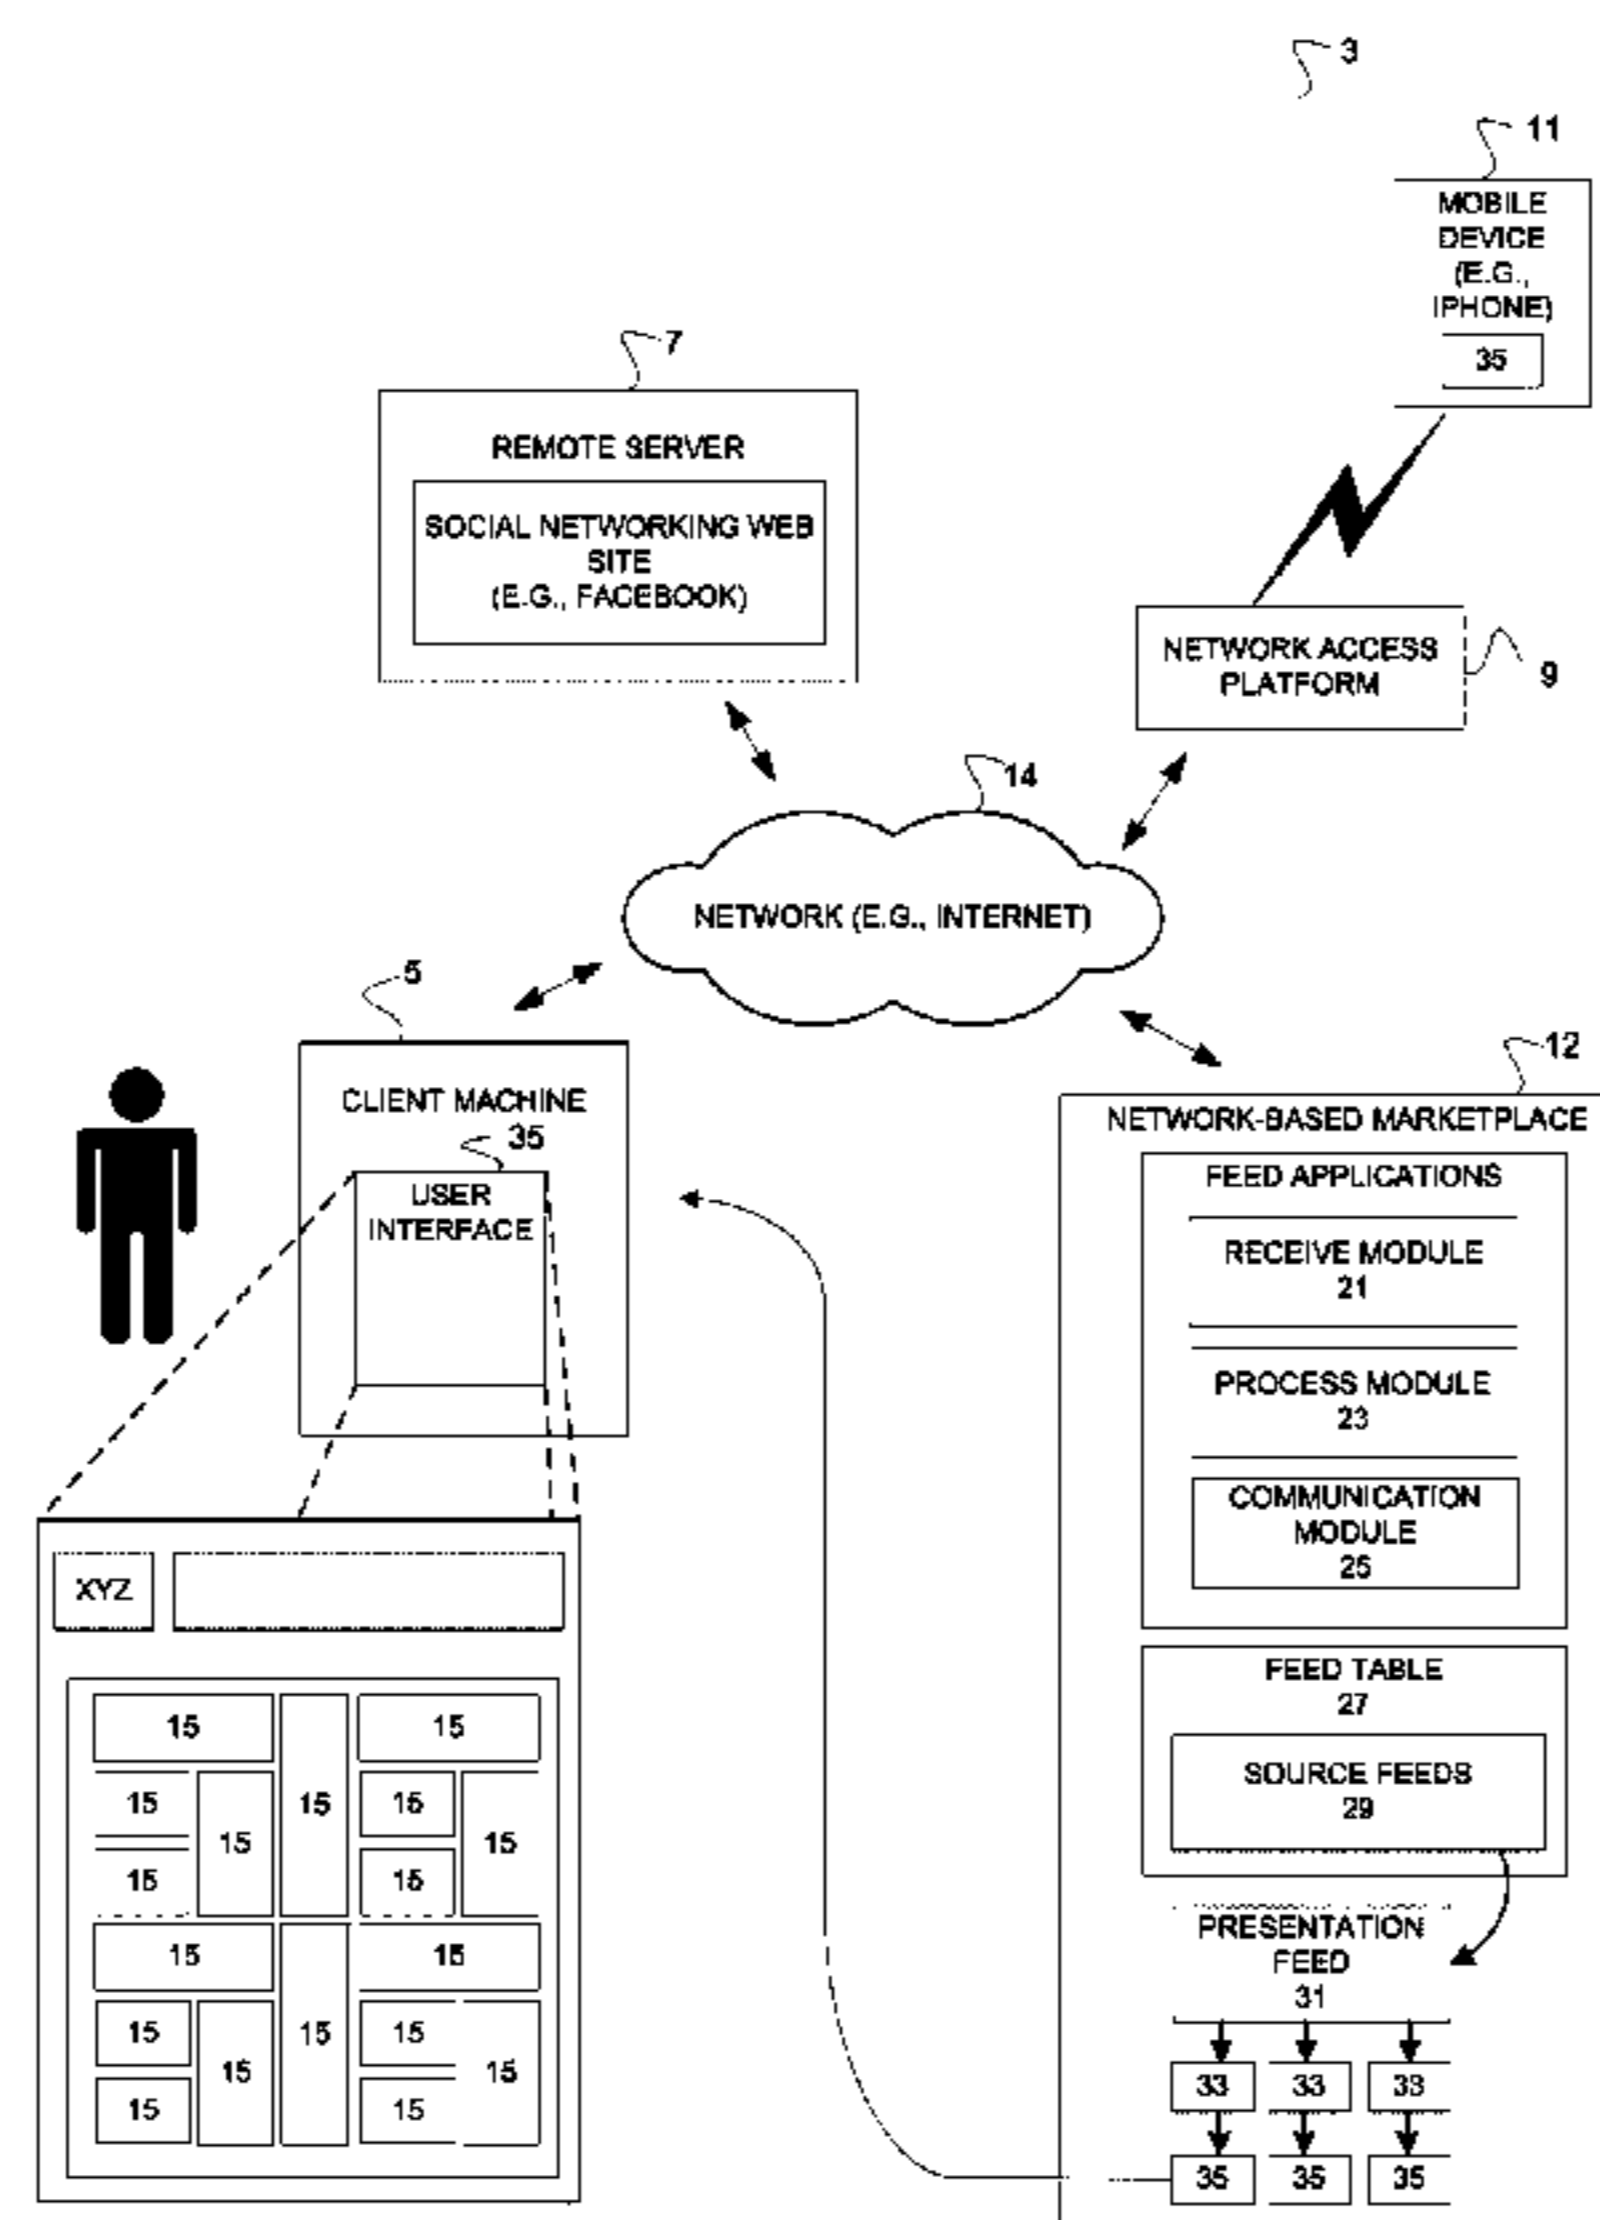 3
11
MOBILE
DEVICE
(E.G.,
IPHONE)
35
7
REMOTE SERVER
SOCIAL NETWORKING WEB
SITE
(E.G., FACEBOOK)
NETWORK ACCESS
PLATFORM
9
14
NETWORK (E.G., INTERNET)
5
CLIENT MACHINE
35
USER
INTERFACE
12
NETWORK-BASED MARKETPLACE
FEED APPLICATIONS
RECEIVE MODULE
21
PROCESS MODULE
23
COMMUNICATION
MODULE
25
FEED TABLE
27
SOURCE FEEDS
29
PRESENTATION
FEED
31
33 33 33
35 35 35
XYZ
15 15
15 15 15
15 15
15 15
15 15
15 15 15
15 15
15 15